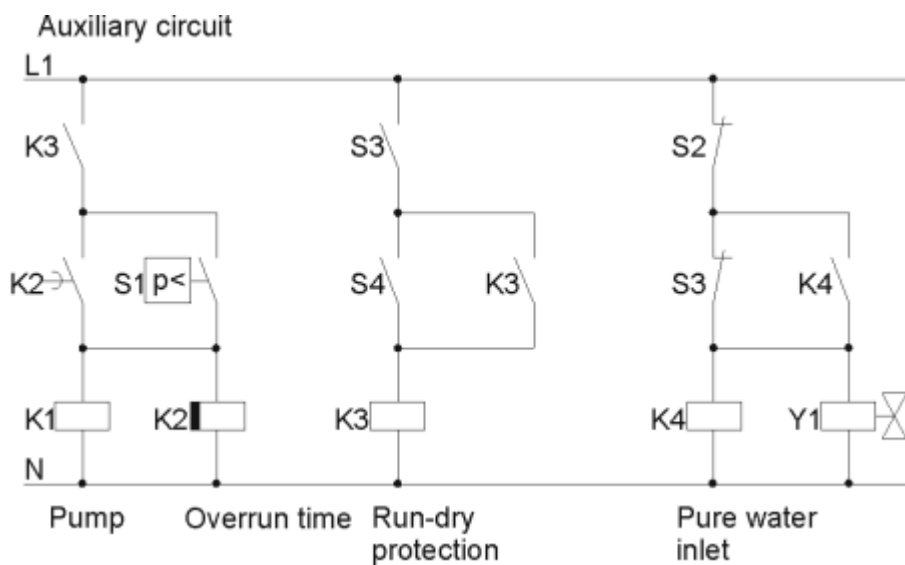 Auxiliary circuit
L1
K3 S3 S2
K2 S1 p< S4 K3 S3 K4
K1 K2 K3 K4 Y1
N
Pump Overrun time Run-dry protection Pure water inlet